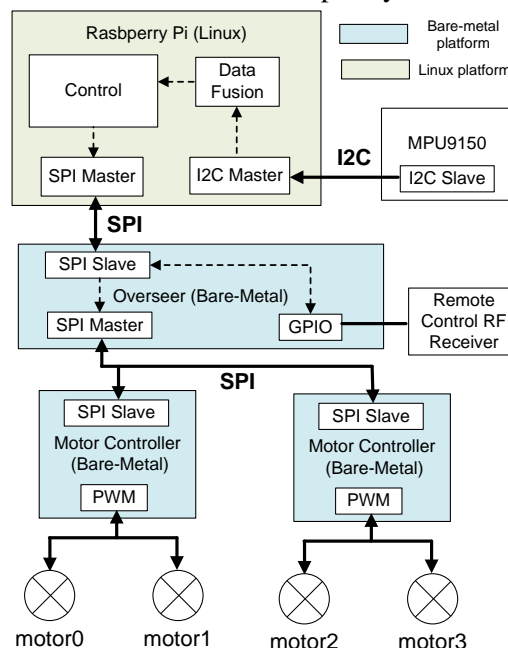 Rasbperry Pi (Linux)
Bare-metal
platform
Linux platform
Control
Data
Fusion
SPI Master
I2C Master
I2C
MPU9150
I2C Slave
SPI
SPI Slave
Overseer (Bare-Metal)
SPI Master
GPIO
Remote
Control RF
Receiver
SPI
SPI Slave
Motor Controller
(Bare-Metal)
PWM
SPI Slave
Motor Controller
(Bare-Metal)
PWM
motor0
motor1
motor2
motor3